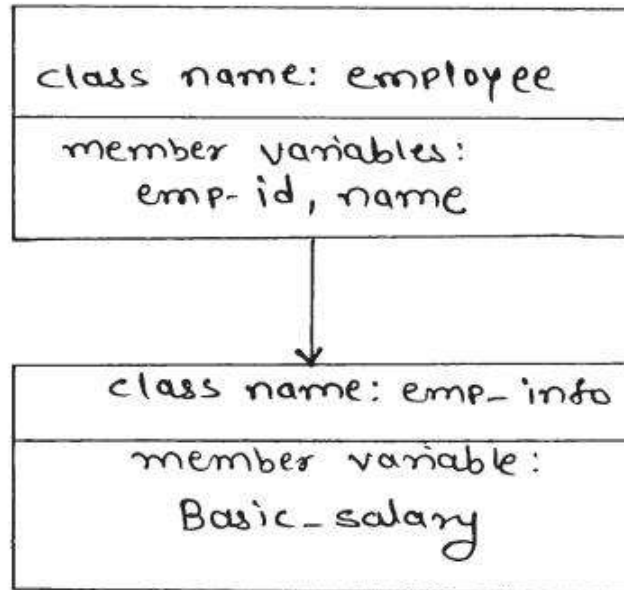 class name: employee
member variables:
emp-id, name
class name: emp_info
member variable:
Basic_salary